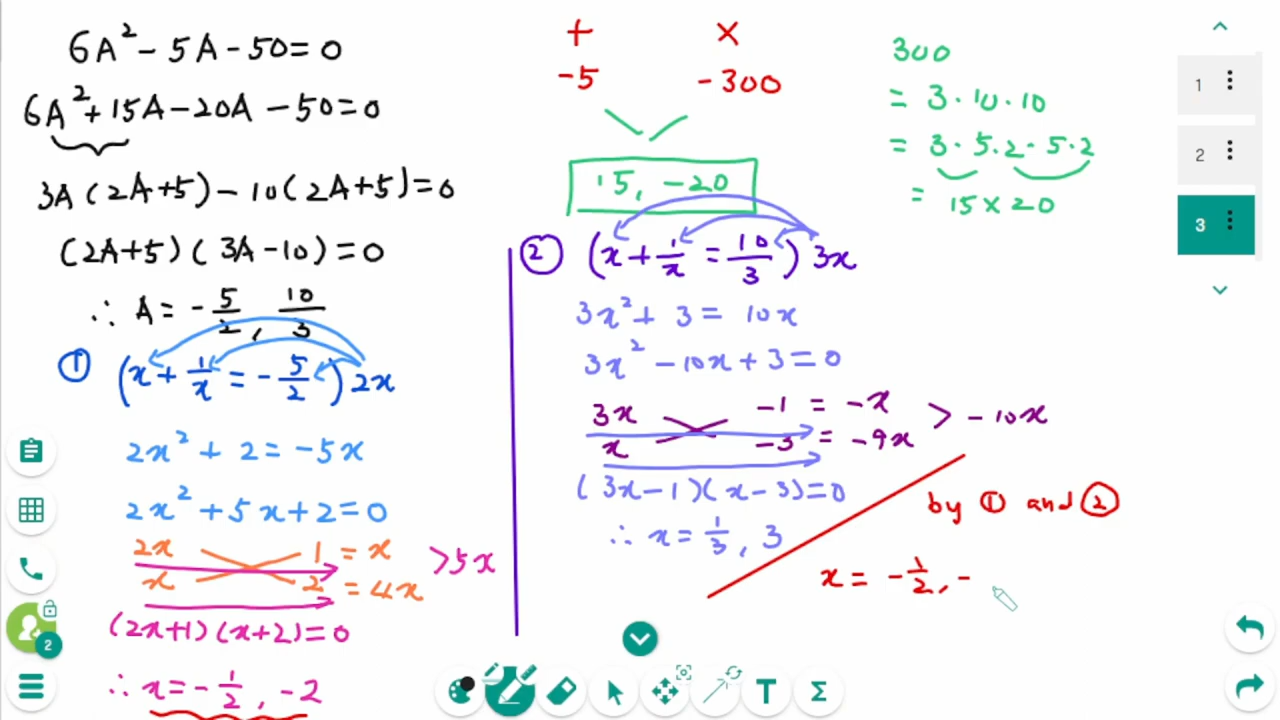 6A² - 5A - 50 = 0
6A² + 15A - 20A - 50 = 0
3A(2A+5) - 10(2A+5) = 0
(2A+5)(3A-10) = 0
∴ A = -5/2, 10/3
① (x + 1/x = -5/2) 2x
2x² + 2 = -5x
2x² + 5x + 2 = 0
2x 1 = x
x 2 = 4x > 5x
(2x+1)(x+2) = 0
∴ x = -1/2, -2
+ ×
-5 -300
15, -20
② (x + 1/x = 10/3) 3x
3x² + 3 = 10x
3x² - 10x + 3 = 0
3x -1 = -x
x -3 = -9x > -10x
(3x-1)(x-3) = 0
∴ x = 1/3, 3
300
= 3·10·10
= 3·5·2·5·2
= 15×20
by ① and ②
x = -1/2, -
1
2
3
2
T Σ